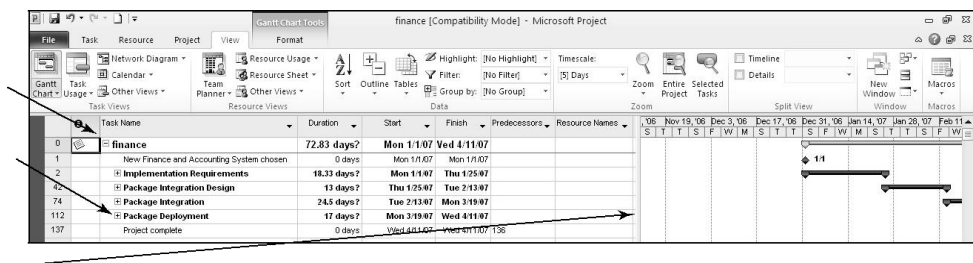 Gantt Chart Tools
finance [Compatibility Mode] - Microsoft Project
File Task Resource Project View Format
Gantt Chart
Task Usage
Network Diagram
Calendar
Other Views
Task Views
Team Planner
Resource Usage
Resource Sheet
Other Views
Resource Views
Sort
Outline
Tables
Highlight: [No Highlight]
Filter: [No Filter]
Group by: [No Group]
Data
Timescale:
[5] Days
Zoom
Entire Project
Selected Tasks
Zoom
Timeline
Details
Split View
New Window
Window
Macros
Macros
Task Name Duration Start Finish Predecessors Resource Names
, '06 Nov 19, '06 Dec 3, '06 Dec 17, '06 Dec 31, '06 Jan 14, '07 Jan 28, '07 Feb 11
S T T S F W M S T T S F W M S T T S F W
0 finance 72.83 days? Mon 1/1/07 Wed 4/11/07
1 New Finance and Accounting System chosen 0 days Mon 1/1/07 Mon 1/1/07
1/1
2 Implementation Requirements 18.33 days? Mon 1/1/07 Thu 1/25/07
42 Package Integration Design 13 days? Thu 1/25/07 Tue 2/13/07
74 Package Integration 24.5 days? Tue 2/13/07 Mon 3/19/07
112 Package Deployment 17 days? Mon 3/19/07 Wed 4/11/07
137 Project complete 0 days Wed 4/11/07 Wed 4/11/07 136